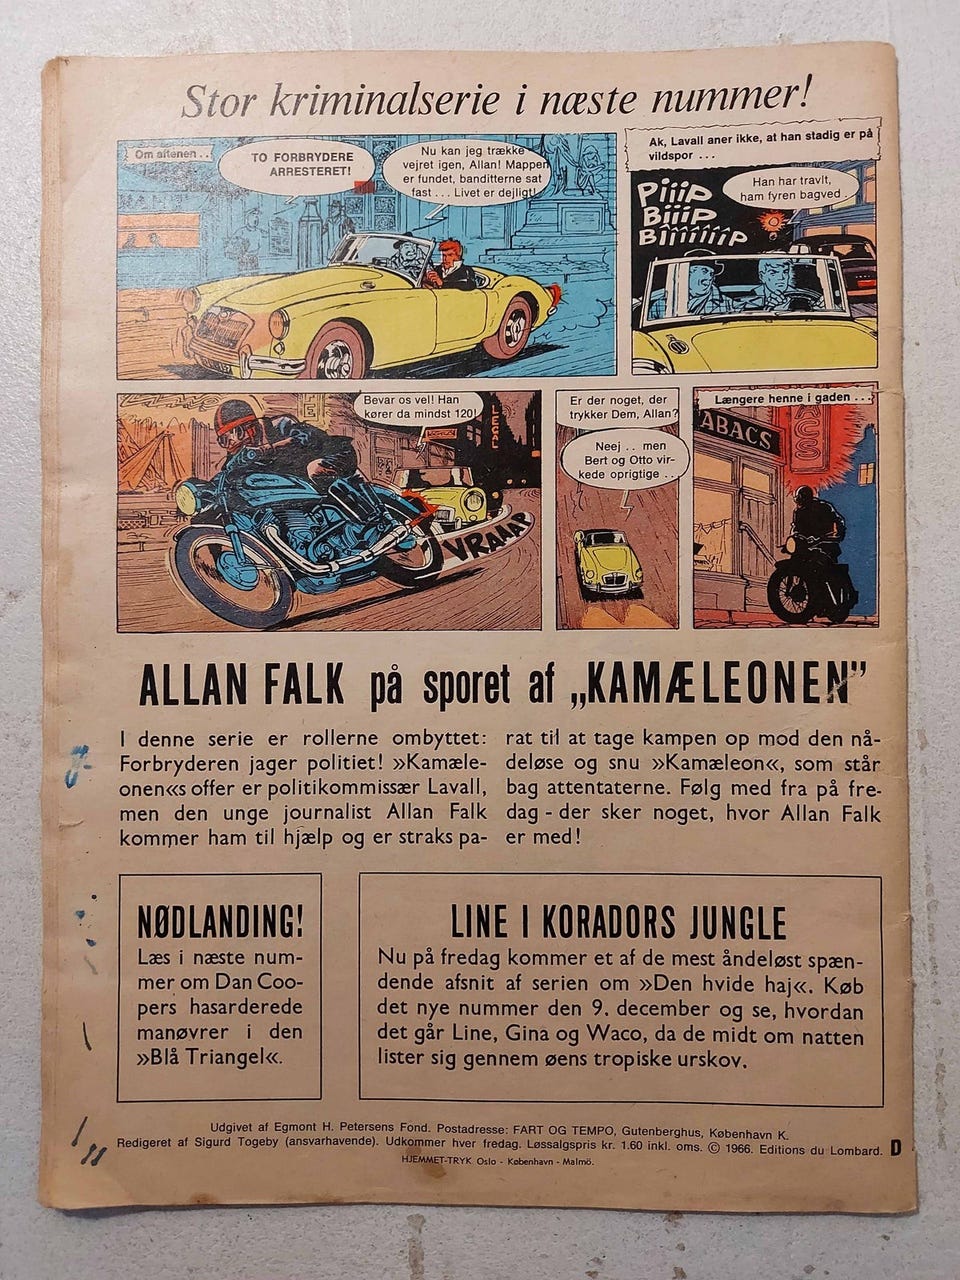 Stor kriminalserie i næste nummer!
Om aftenen . .
TO FORBRYDERE
ARRESTERET!
Nu kan jeg trække
vejret igen, Allan! Mappen
er fundet, banditterne sat
fast . . . Livet er dejligt!
Ak, Lavall aner ikke, at han stadig er på
vildspor . . .
Piiip
Biiip
Biiîîîîîîp
Han har travlt,
ham fyren bagved
Bevar os vel! Han
kører da mindst 120!
LEGAL
VRAAAP
Er der noget, der
trykker Dem, Allan?
Neej . . men
Bert og Otto vir-
kede oprigtige . .
Længere henne i gaden . . .
ABACS
ACS
ALLAN FALK på sporet af „KAMÆLEONEN”
I denne serie er rollerne ombyttet:
Forbryderen jager politiet! »Kamæle-
onen«s offer er politikommissær Lavall,
men den unge journalist Allan Falk
kommer ham til hjælp og er straks pa-
rat til at tage kampen op mod den nå-
deløse og snu »Kamæleon«, som står
bag attentaterne. Følg med fra på fre-
dag - der sker noget, hvor Allan Falk
er med!
NØDLANDING!
Læs i næste num-
mer om Dan Coo-
pers hasarderede
manøvrer i den
»Blå Triangel«.
LINE I KORADORS JUNGLE
Nu på fredag kommer et af de mest åndeløst spæn-
dende afsnit af serien om »Den hvide haj«. Køb
det nye nummer den 9. december og se, hvordan
det går Line, Gina og Waco, da de midt om natten
lister sig gennem øens tropiske urskov.
Udgivet af Egmont H. Petersens Fond. Postadresse: FART OG TEMPO, Gutenberghus, København K.
Redigeret af Sigurd Togeby (ansvarhavende). Udkommer hver fredag. Løssalgspris kr. 1.60 inkl. oms. © 1966. Editions du Lombard. D
HJEMMET-TRYK Oslo - København - Malmö.